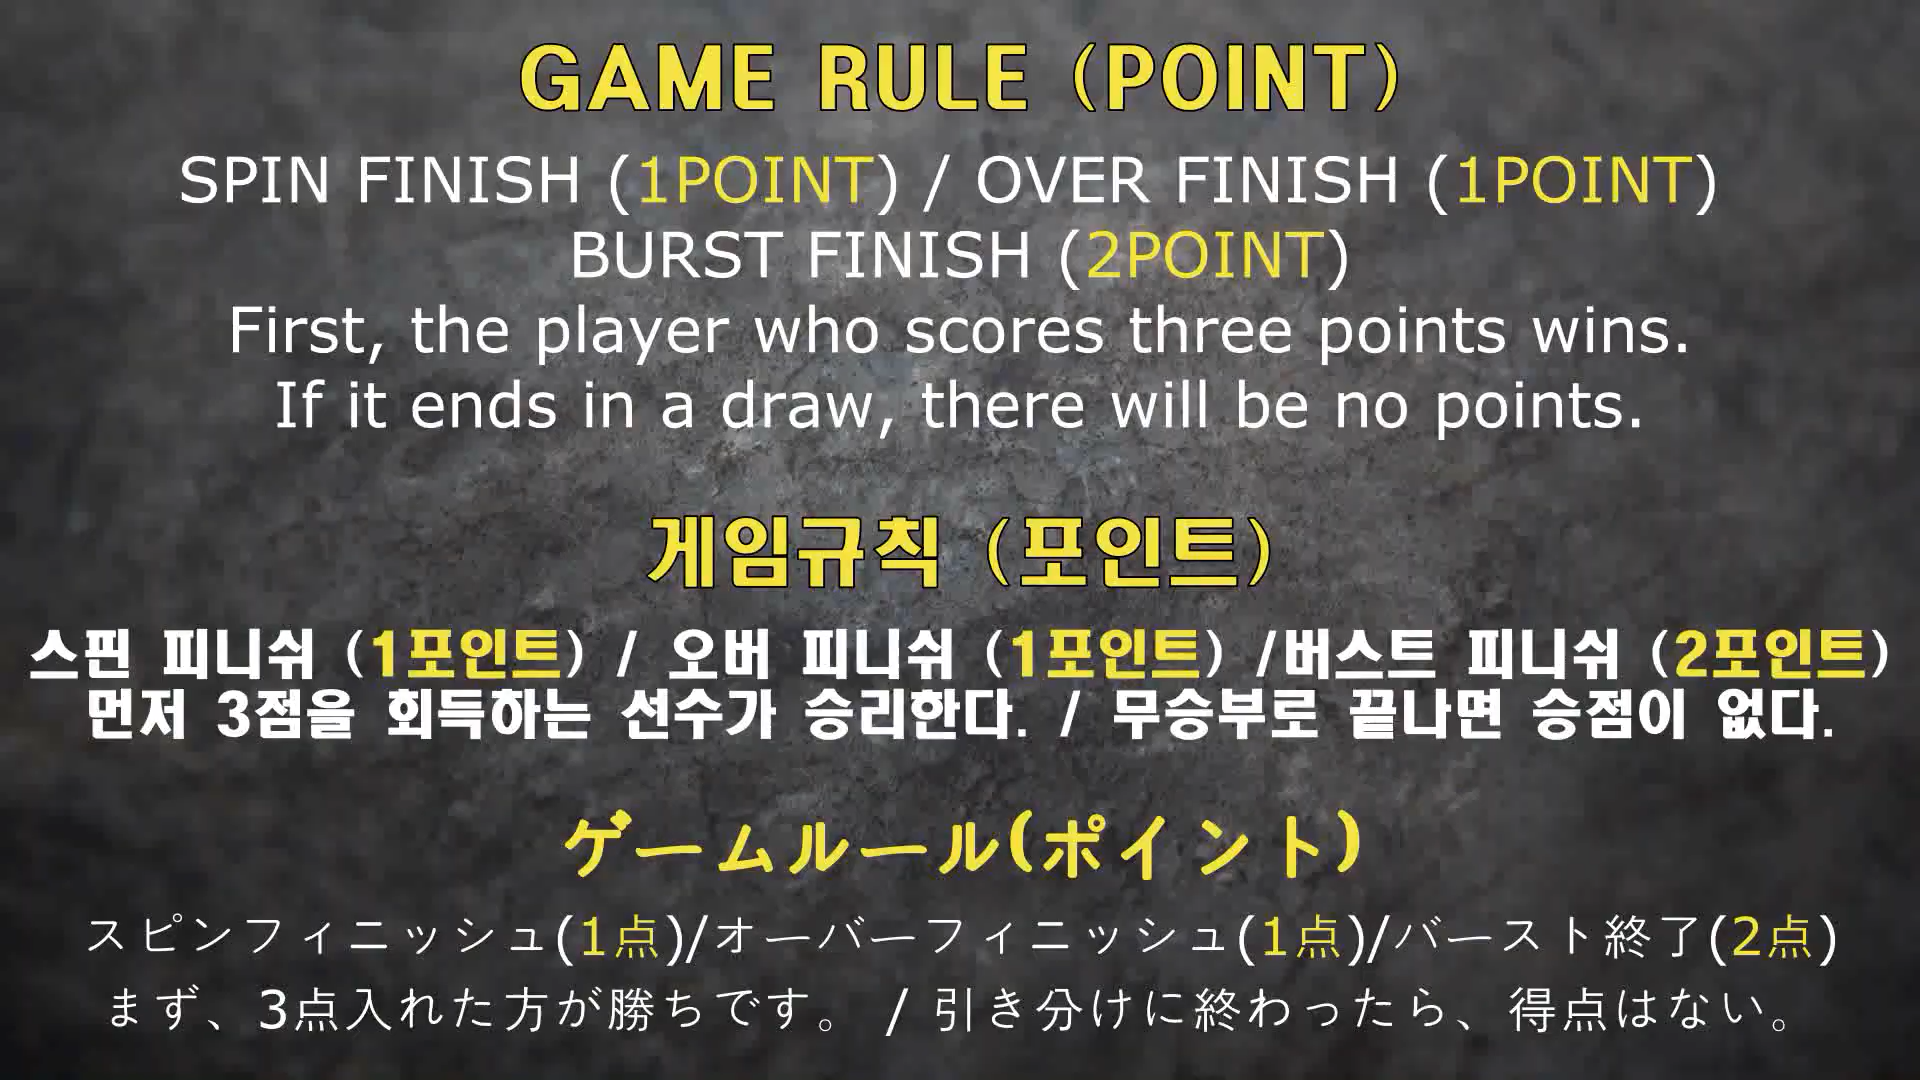 GAME RULE (POINT)
SPIN FINISH (1POINT) / OVER FINISH (1POINT)
BURST FINISH (2POINT)
First, the player who scores three points wins.
If it ends in a draw, there will be no points.
게임규칙 (포인트)
스핀 피니쉬 (1포인트) / 오버 피니쉬 (1포인트) /버스트 피니쉬 (2포인트)
먼저 3점을 회득하는 선수가 승리한다. / 무승부로 끝나면 승점이 없다.
ゲームルール(ポイント)
スピンフィニッシュ(1点)/オーバーフィニッシュ(1点)/バースト終了(2点)
まず、3点入れた方が勝ちです。 / 引き分けに終わったら、得点はない。